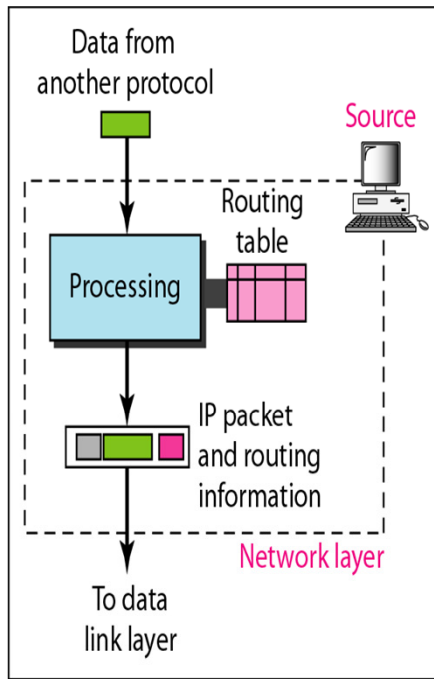 Data from
another protocol
Source
Routing
table
Processing
IP packet
and routing
information
Network layer
To data
link layer